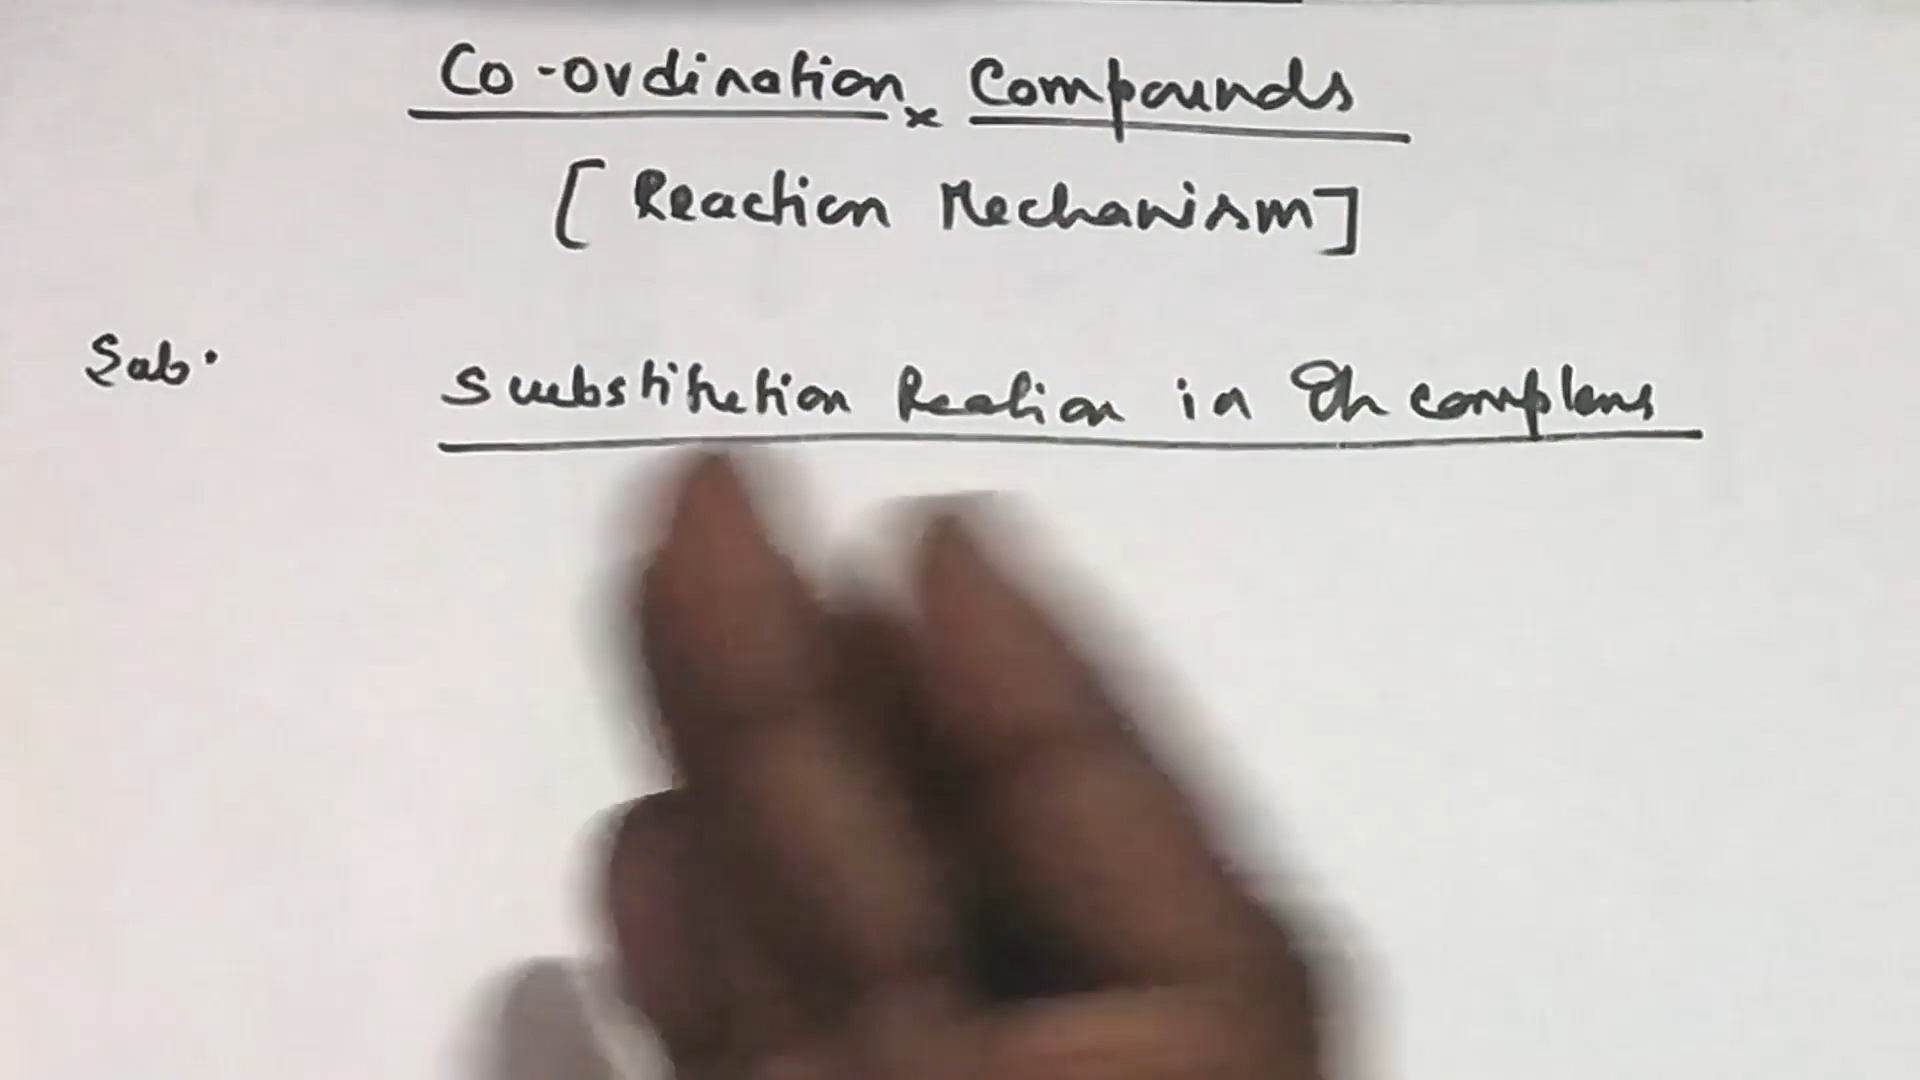 Co-ordination Compounds
[Reaction Mechanism]
Sub.
Substitution Reaction in Oh complexes